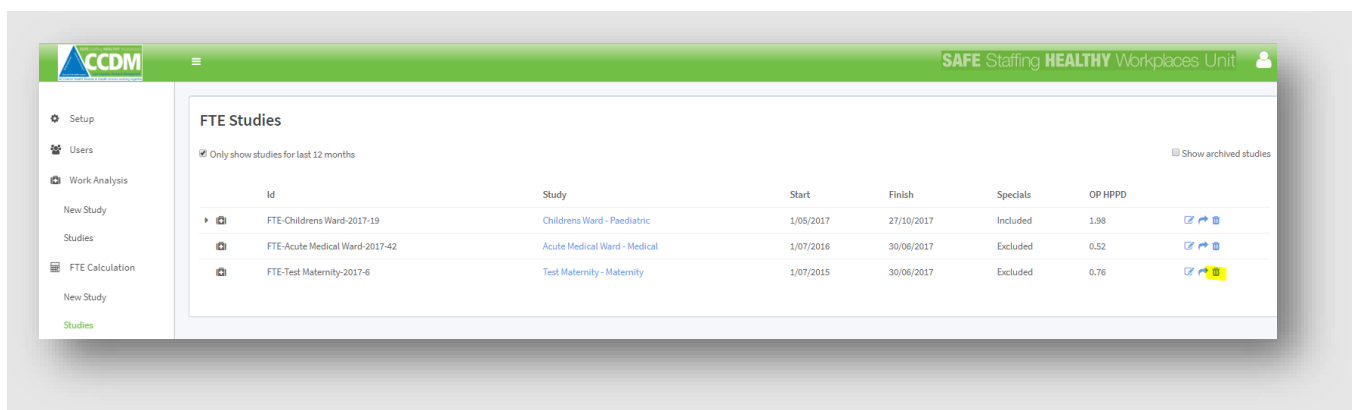 CCDM
SAFE Staffing HEALTHY Workplaces Unit
Setup
Users
Work Analysis
New Study
Studies
FTE Calculation
New Study
Studies
FTE Studies
Only show studies for last 12 months
Show archived studies
Id Study Start Finish Specials OP HPPD
FTE-Childrens Ward-2017-19 Childrens Ward - Paediatric 1/05/2017 27/10/2017 Included 1.98
FTE-Acute Medical Ward-2017-42 Acute Medical Ward - Medical 1/07/2016 30/06/2017 Excluded 0.52
FTE-Test Maternity-2017-6 Test Maternity - Maternity 1/07/2015 30/06/2017 Excluded 0.76